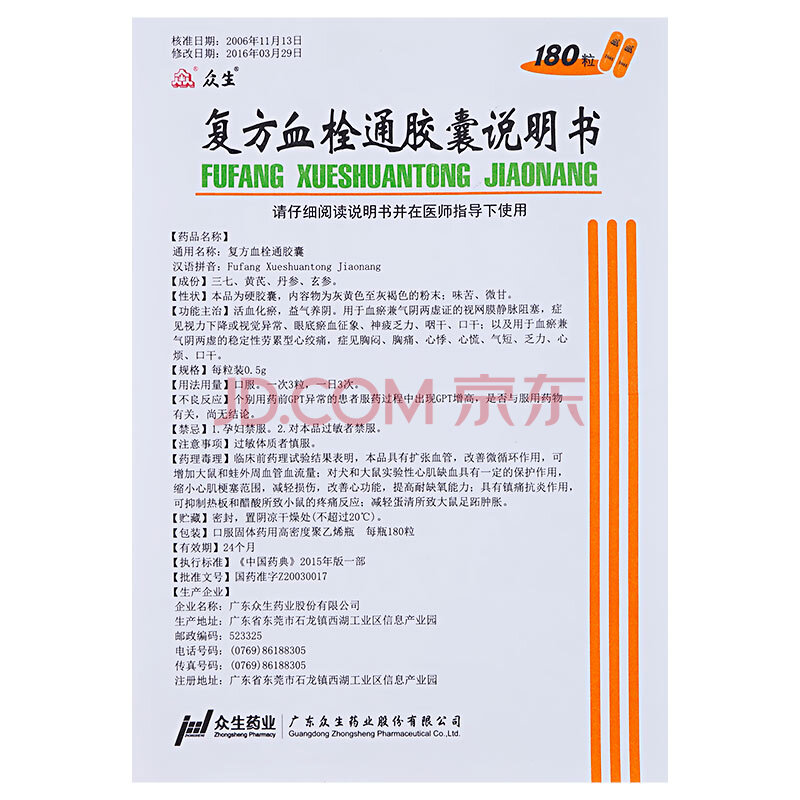 核准日期：2006年11月13日
修改日期：2016年03月29日
180粒
众生®
复方血栓通胶囊说明书
FUFANG XUESHUANTONG JIAONANG
请仔细阅读说明书并在医师指导下使用
【药品名称】
通用名称：复方血栓通胶囊
汉语拼音：Fufang Xueshuantong Jiaonang
【成份】三七、黄芪、丹参、玄参。
【性状】本品为硬胶囊，内容物为灰黄色至灰褐色的粉末；味苦、微甘。
【功能主治】活血化瘀，益气养阴。用于血瘀兼气阴两虚证的视网膜静脉阻塞，症
见视力下降或视觉异常、眼底瘀血征象、神疲乏力、咽干、口干；以及用于血瘀兼
气阴两虚的稳定性劳累型心绞痛，症见胸闷、胸痛、心悸、心慌、气短、乏力、心
烦、口干。
【规格】每粒装0.5g
【用法用量】口服。一次3粒，一日3次。
【不良反应】个别用药前GPT异常的患者服药过程中出现GPT增高，是否与服用药物
有关，尚无结论。
JD.COM 京东
【禁忌】1.孕妇禁服。2.对本品过敏者禁服。
【注意事项】过敏体质者慎服。
【药理毒理】临床前药理试验结果表明，本品具有扩张血管，改善微循环作用，可
增加大鼠和蛙外周血管血流量；对犬和大鼠实验性心肌缺血具有一定的保护作用，
缩小心肌梗塞范围，减轻损伤，改善心功能，提高耐缺氧能力；具有镇痛抗炎作用，
可抑制热板和醋酸所致小鼠的疼痛反应；减轻蛋清所致大鼠足跖肿胀。
【贮藏】密封，置阴凉干燥处(不超过20℃)。
【包装】口服固体药用高密度聚乙烯瓶 每瓶180粒
【有效期】24个月
【执行标准】《中国药典》2015年版一部
【批准文号】国药准字Z20030017
【生产企业】
企业名称：广东众生药业股份有限公司
生产地址：广东省东莞市石龙镇西湖工业区信息产业园
邮政编码：523325
电话号码：(0769)86188305
传真号码：(0769)86188305
注册地址：广东省东莞市石龙镇西湖工业区信息产业园
众生药业 广东众生药业股份有限公司
Zhongsheng Pharmacy Guangdong Zhongsheng Pharmaceutical Co.,Ltd.